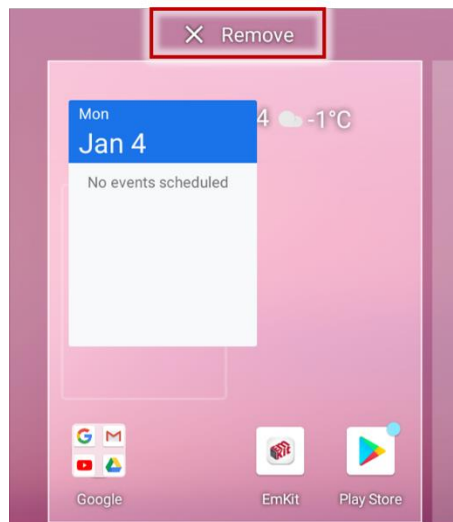 Remove
Mon
Jan 4
4 -1°C
No events scheduled
Google
EmKit
Play Store